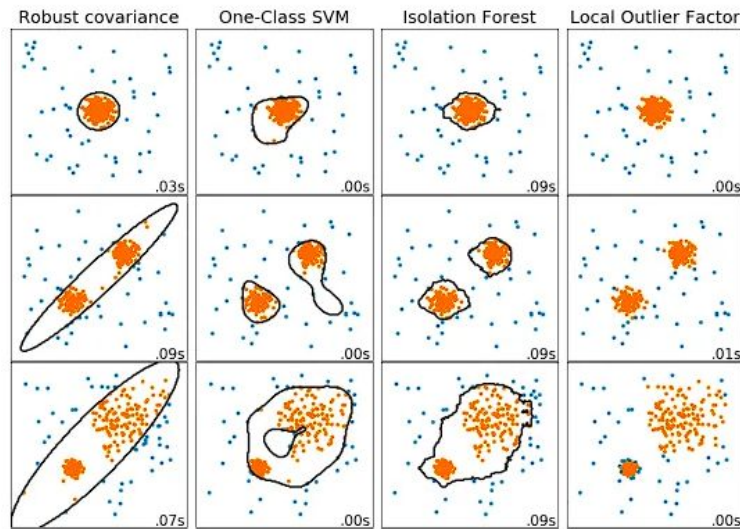 Robust covariance One-Class SVM Isolation Forest Local Outlier Factor
.03s .00s .09s .00s
.09s .00s .09s .01s
.07s .00s .09s .00s